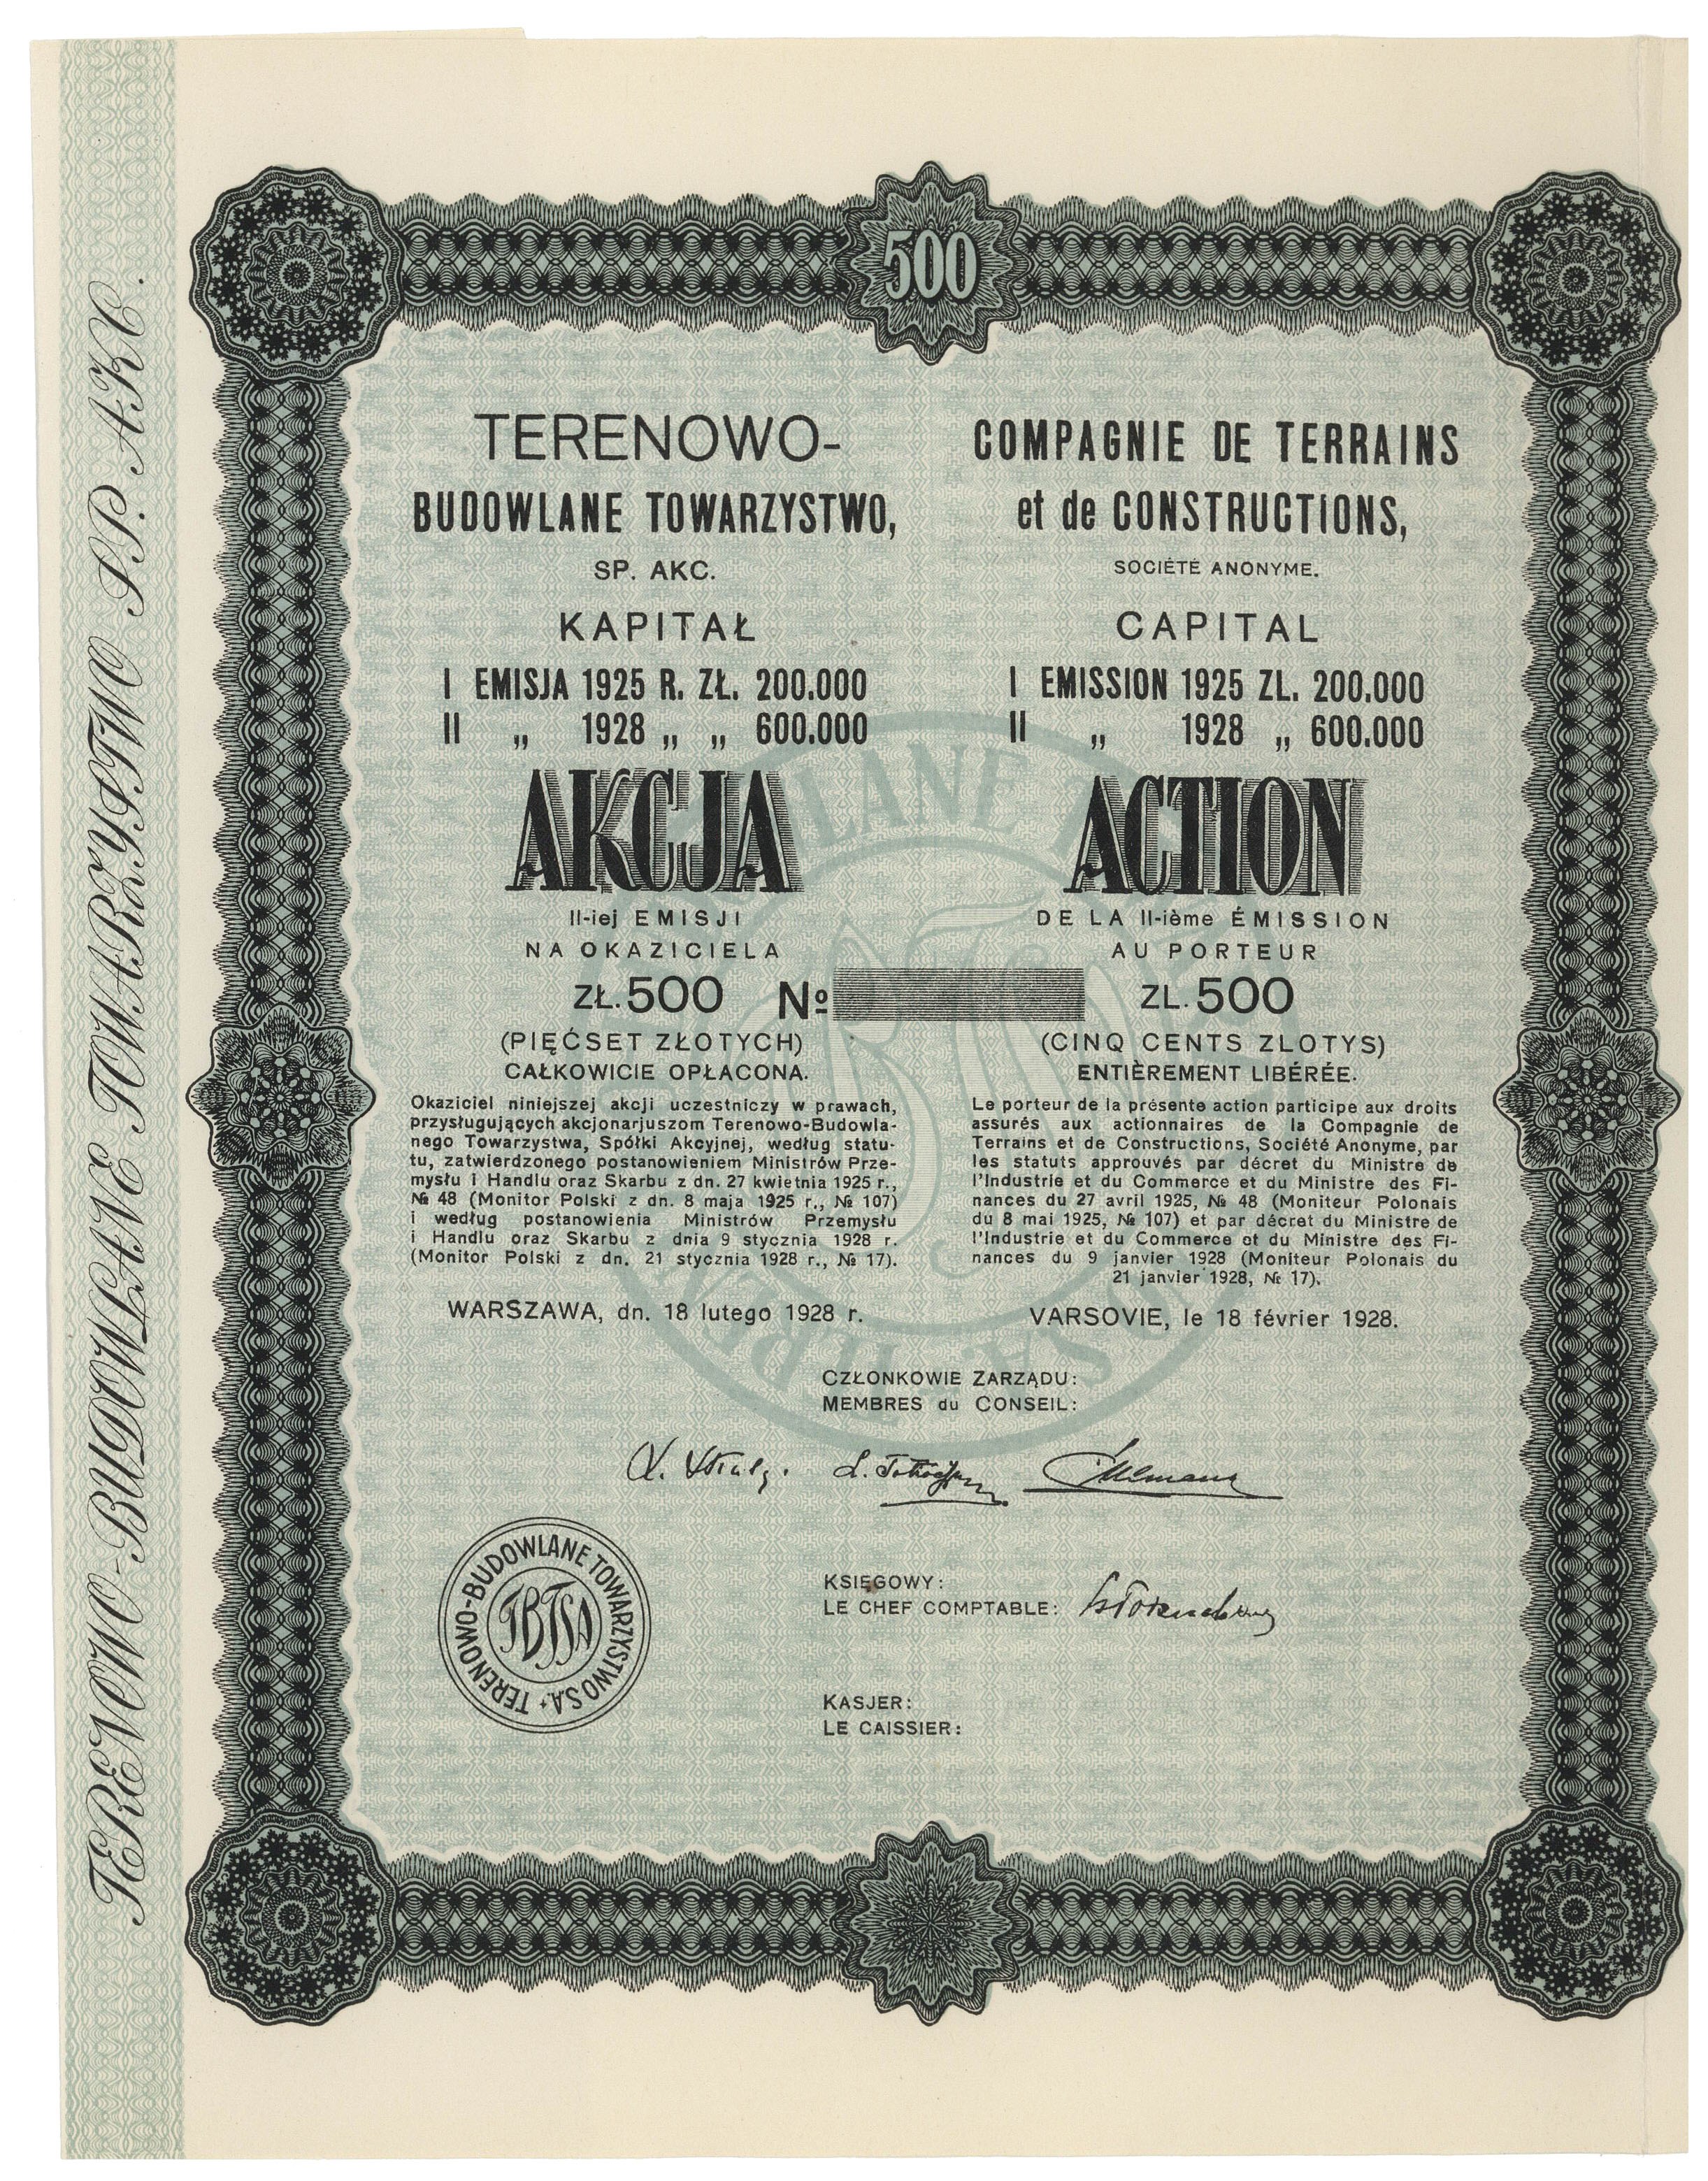 TERENOWO-BUDOWLANE TOWARZYSTWO SP. AKC.
500
TERENOWO-
BUDOWLANE TOWARZYSTWO,
SP. AKC.
KAPITAŁ
I EMISJA 1925 R. ZŁ. 200.000
II „ 1928 „ „ 600.000
AKCJA
II-iej EMISJI
NA OKAZICIELA
ZŁ. 500 №
(PIĘĆSET ZŁOTYCH)
CAŁKOWICIE OPŁACONA.
Okaziciel niniejszej akcji uczestniczy w prawach,
przysługujących akcjonarjuszom Terenowo-Budowla-
nego Towarzystwa, Spółki Akcyjnej, według statu-
tu, zatwierdzonego postanowieniem Ministrów Prze-
mysłu i Handlu oraz Skarbu z dn. 27 kwietnia 1925 r.,
№ 48 (Monitor Polski z dn. 8 maja 1925 r., № 107)
i według postanowienia Ministrów Przemysłu
i Handlu oraz Skarbu z dnia 9 stycznia 1928 r.
(Monitor Polski z dn. 21 stycznia 1928 r., № 17).
WARSZAWA, dn. 18 lutego 1928 r.
COMPAGNIE DE TERRAINS
et de CONSTRUCTIONS,
SOCIÉTÉ ANONYME.
CAPITAL
I EMISSION 1925 ZL. 200.000
II „ 1928 „ 600.000
ACTION
DE LA II-ième ÉMISSION
AU PORTEUR
ZL. 500
(CINQ CENTS ZLOTYS)
ENTIÈREMENT LIBÉRÉE.
Le porteur de la présente action participe aux droits
assurés aux actionnaires de la Compagnie de
Terrains et de Constructions, Société Anonyme, par
les statuts approuvés par décret du Ministre de
l'Industrie et du Commerce et du Ministre des Fi-
nances du 27 avril 1925, № 48 (Moniteur Polonais
du 8 mai 1925, № 107) et par décret du Ministre de
l'Industrie et du Commerce et du Ministre des Fi-
nances du 9 janvier 1928 (Moniteur Polonais du
21 janvier 1928, № 17).
VARSOVIE, le 18 février 1928.
CZŁONKOWIE ZARZĄDU:
MEMBRES du CONSEIL:
KSIĘGOWY:
LE CHEF COMPTABLE:
KASJER:
LE CAISSIER:
TERENOWO-BUDOWLANE TOWARZYSTWO S.A.
TBTSA